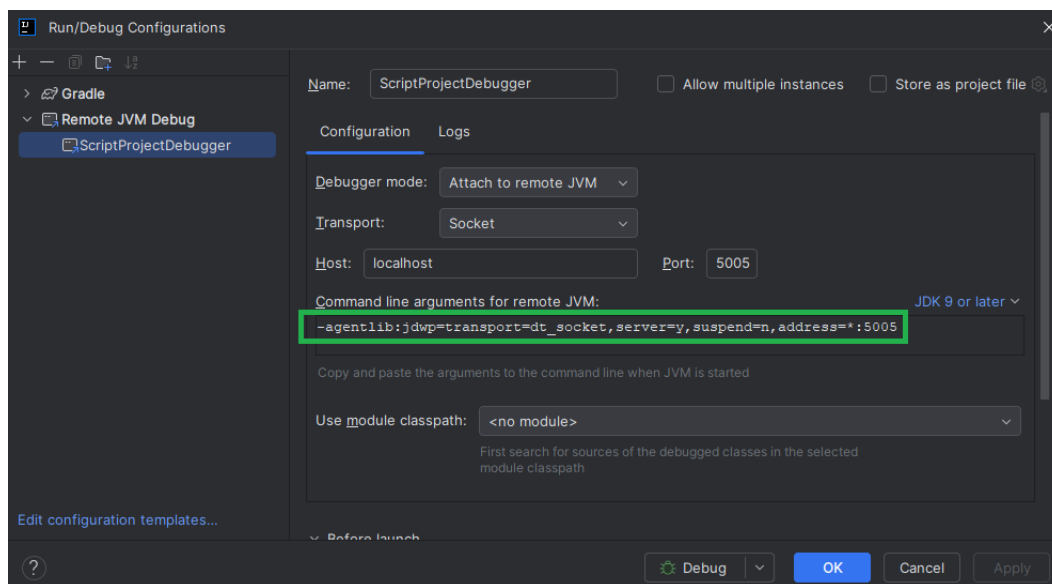 Run/Debug Configurations
Gradle
Remote JVM Debug
ScriptProjectDebugger
Edit configuration templates...
Name: ScriptProjectDebugger Allow multiple instances Store as project file
Configuration Logs
Debugger mode: Attach to remote JVM
Transport: Socket
Host: localhost Port: 5005
Command line arguments for remote JVM: JDK 9 or later
-agentlib:jdwp=transport=dt_socket,server=y,suspend=n,address=*:5005
Copy and paste the arguments to the command line when JVM is started
Use module classpath: <no module>
First search for sources of the debugged classes in the selected
module classpath
Before launch
? Debug OK Cancel Apply